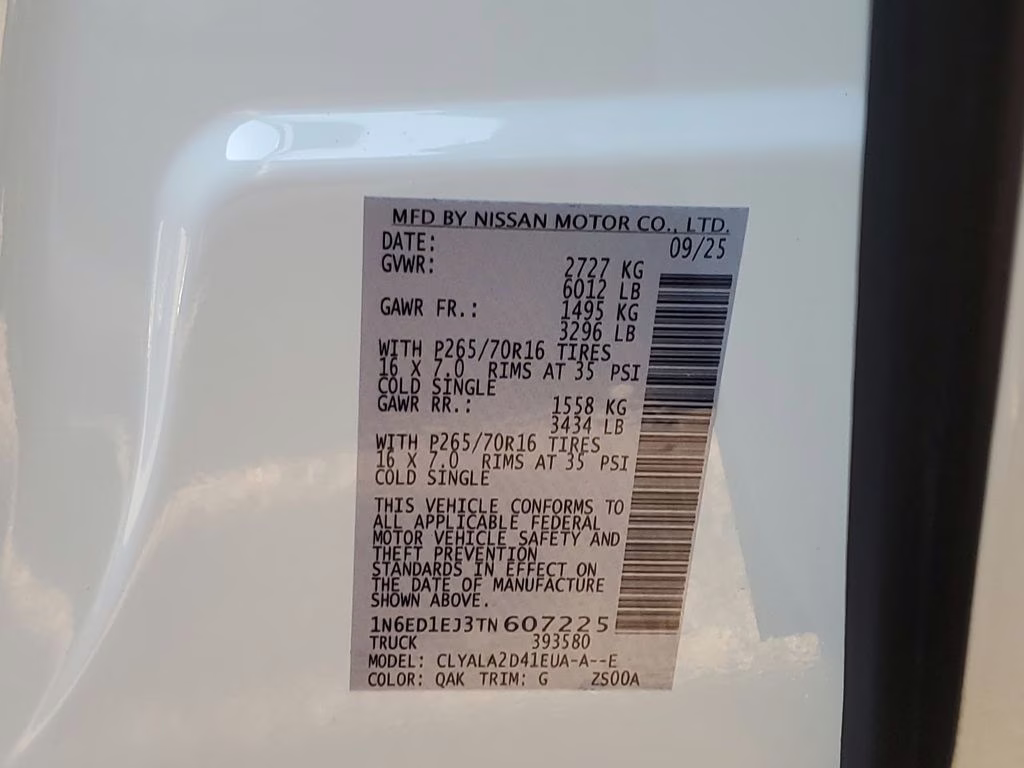 MFD BY NISSAN MOTOR CO., LTD.
DATE: 09/25
GVWR: 2727 KG
6012 LB
GAWR FR.: 1495 KG
3296 LB
WITH P265/70R16 TIRES
16 X 7.0 RIMS AT 35 PSI
COLD SINGLE
GAWR RR.: 1558 KG
3434 LB
WITH P265/70R16 TIRES
16 X 7.0 RIMS AT 35 PSI
COLD SINGLE
THIS VEHICLE CONFORMS TO
ALL APPLICABLE FEDERAL
MOTOR VEHICLE SAFETY AND
THEFT PREVENTION
STANDARDS IN EFFECT ON
THE DATE OF MANUFACTURE
SHOWN ABOVE.
1N6ED1EJ3TN607225
TRUCK 393580
MODEL: CLYALA2D41EUA-A--E
COLOR: QAK TRIM: G ZS00A